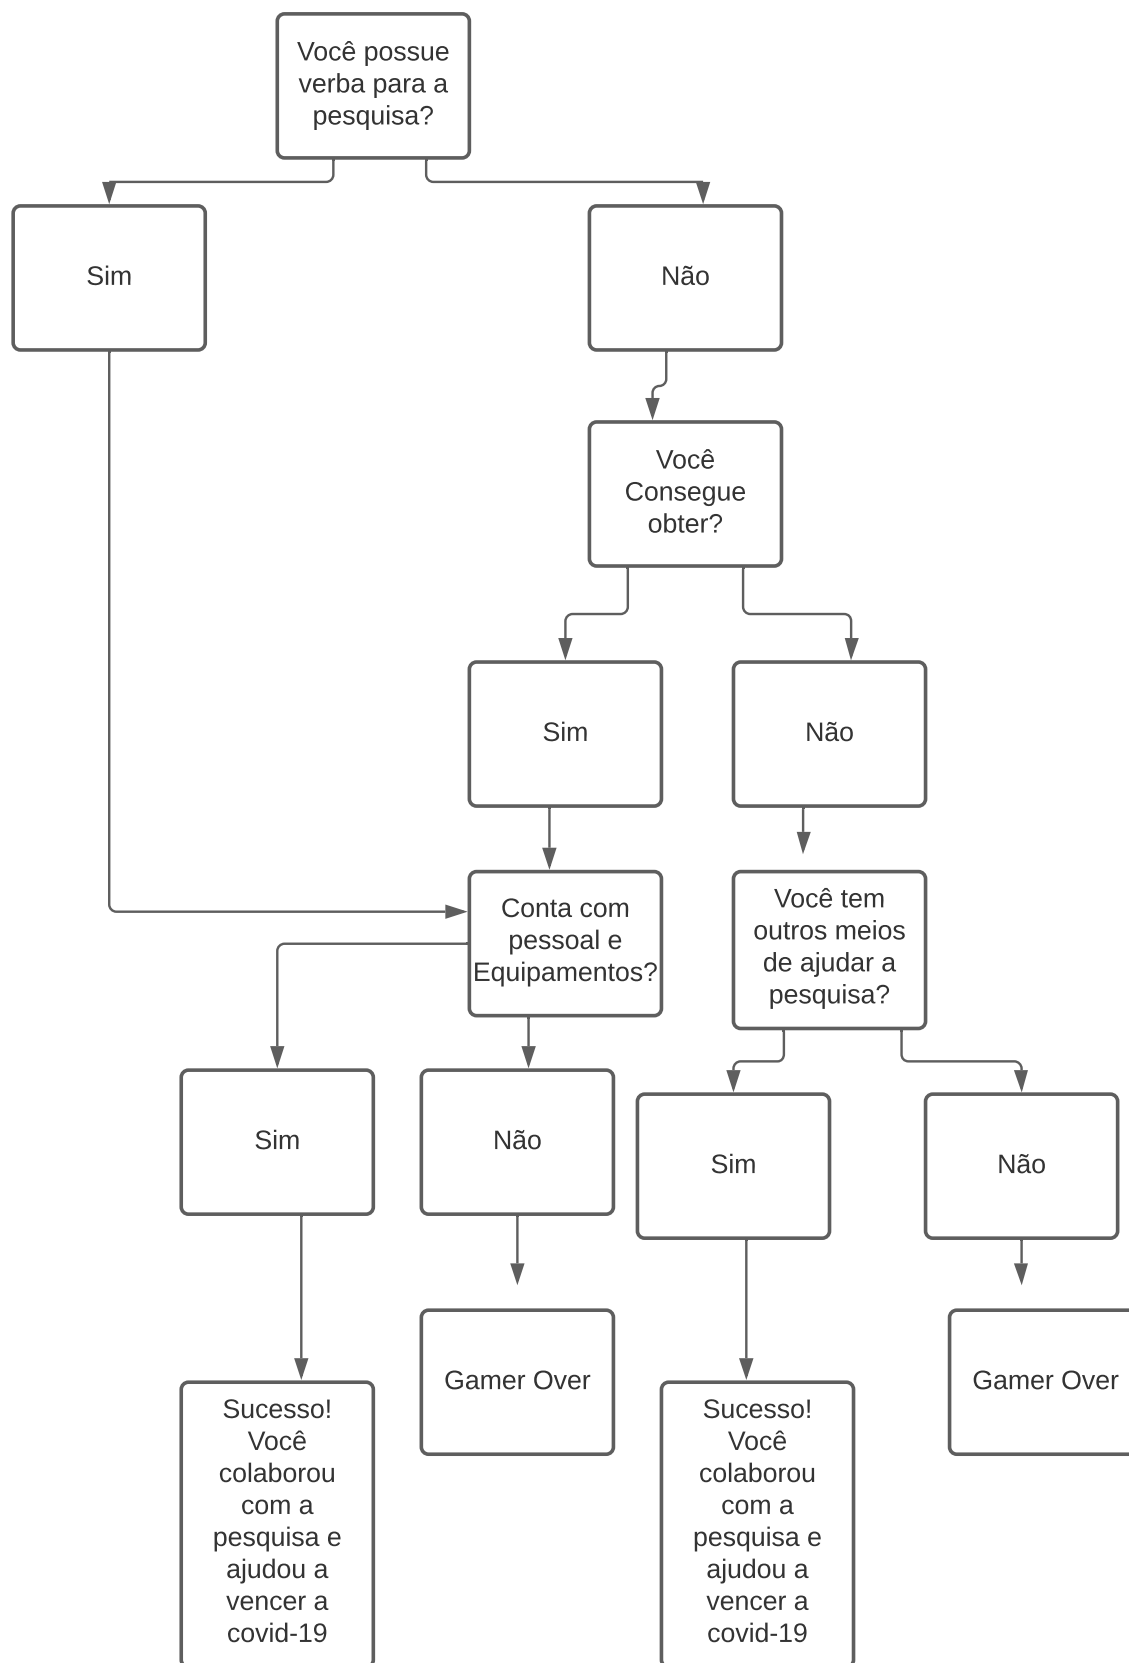 Você possue
verba para a
pesquisa?
Sim
Não
Você
Consegue
obter?
Sim
Não
Conta com
pessoal e
Equipamentos?
Você tem
outros meios
de ajudar a
pesquisa?
Sim
Não
Sim
Não
Gamer Over
Gamer Over
Sucesso!
Você
colaborou
com a
pesquisa e
ajudou a
vencer a
covid-19
Sucesso!
Você
colaborou
com a
pesquisa e
ajudou a
vencer a
covid-19